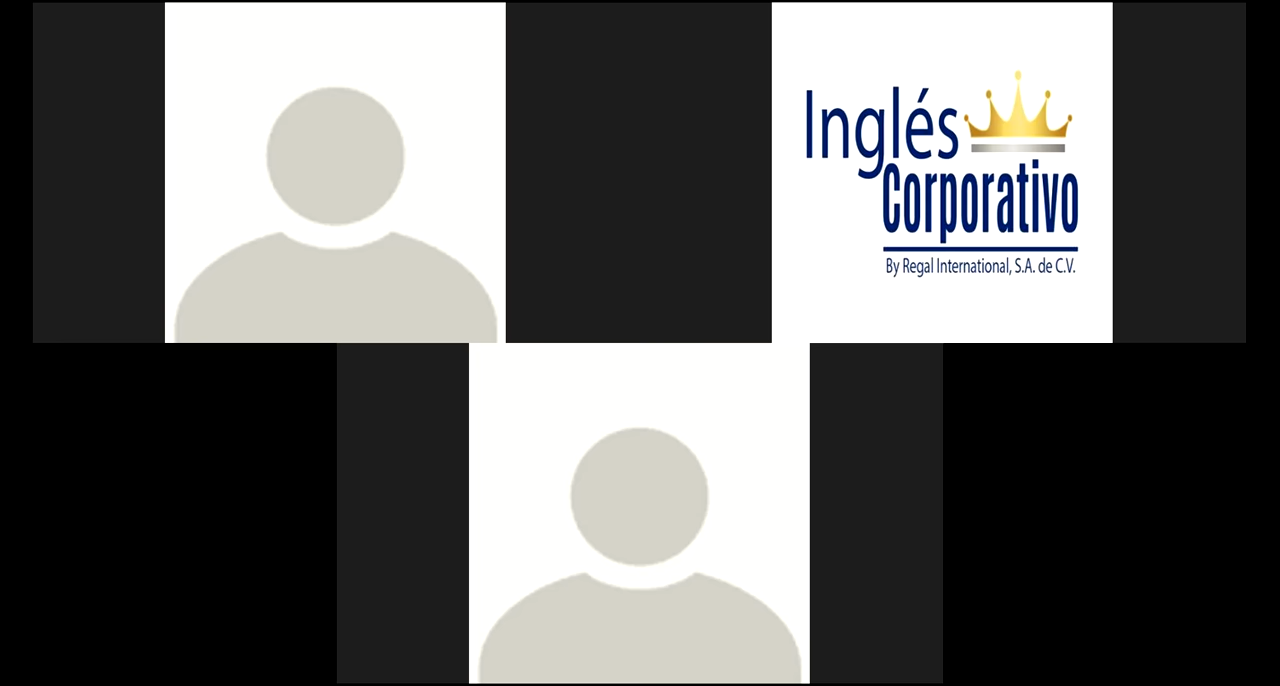 Inglés
Corporativo
By Regal International, S.A. de C.V.